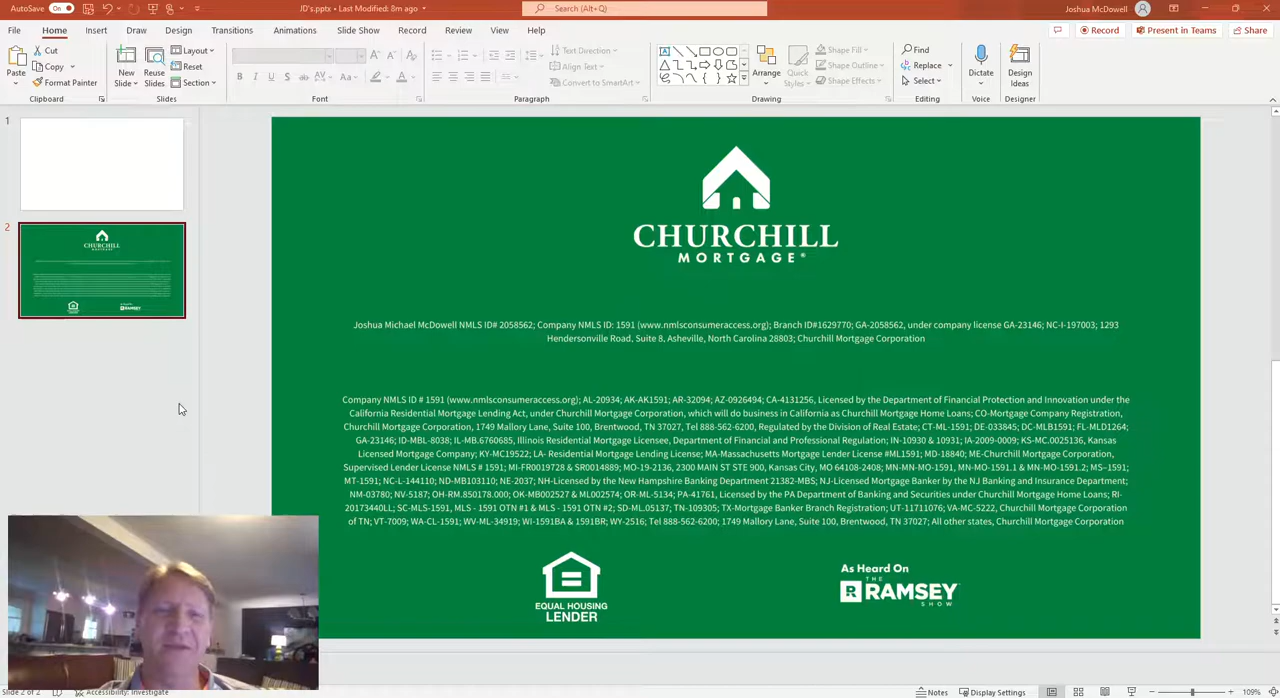 AutoSave On JD's.pptx • Last Modified: 8m ago Search (Alt+Q) Joshua McDowell
File Home Insert Draw Design Transitions Animations Slide Show Record Review View Help Record Present in Teams Share
Paste Cut Copy Format Painter Clipboard
New Slide Reuse Slides Layout Reset Section Slides
B I U S ab AV Aa A Font
Text Direction Align Text Convert to SmartArt Paragraph
Arrange Quick Styles Shape Fill Shape Outline Shape Effects Drawing
Find Replace Select Editing
Dictate Voice
Design Ideas Designer
1
2
CHURCHILL
MORTGAGE®
Joshua Michael McDowell NMLS ID# 2058562; Company NMLS ID: 1591 (www.nmlsconsumeraccess.org); Branch ID#1629770; GA-2058562, under company license GA-23146; NC-I-197003; 1293
Hendersonville Road, Suite 8, Asheville, North Carolina 28803; Churchill Mortgage Corporation
Company NMLS ID # 1591 (www.nmlsconsumeraccess.org); AL-20934; AK-AK1591; AR-32094; AZ-0926494; CA-4131256, Licensed by the Department of Financial Protection and Innovation under the
California Residential Mortgage Lending Act, under Churchill Mortgage Corporation, which will do business in California as Churchill Mortgage Home Loans; CO-Mortgage Company Registration,
Churchill Mortgage Corporation, 1749 Mallory Lane, Suite 100, Brentwood, TN 37027, Tel 888-562-6200, Regulated by the Division of Real Estate; CT-ML-1591; DE-033845; DC-MLB1591; FL-MLD1264;
GA-23146; ID-MBL-8038; IL-MB.6760685, Illinois Residential Mortgage Licensee, Department of Financial and Professional Regulation; IN-10930 & 10931; IA-2009-0009; KS-MC.0025136, Kansas
Licensed Mortgage Company; KY-MC19522; LA- Residential Mortgage Lending License; MA-Massachusetts Mortgage Lender License #ML1591; MD-18840; ME-Churchill Mortgage Corporation,
Supervised Lender License NMLS # 1591; MI-FR0019728 & SR0014889; MO-19-2136, 2300 MAIN ST STE 900, Kansas City, MO 64108-2408; MN-MN-MO-1591, MN-MO-1591.1 & MN-MO-1591.2; MS–1591;
MT-1591; NC-L-144110; ND-MB103110; NE-2037; NH-Licensed by the New Hampshire Banking Department 21382-MBS; NJ-Licensed Mortgage Banker by the NJ Banking and Insurance Department;
NM-03780; NV-5187; OH-RM.850178.000; OK-MB002527 & ML002574; OR-ML-5134; PA-41761, Licensed by the PA Department of Banking and Securities under Churchill Mortgage Home Loans; RI-
20173440LL; SC-MLS-1591, MLS - 1591 OTN #1 & MLS - 1591 OTN #2; SD-ML.05137; TN-109305; TX-Mortgage Banker Branch Registration; UT-11711076; VA-MC-5222, Churchill Mortgage Corporation
of TN; VT-7009; WA-CL-1591; WV-ML-34919; WI-1591BA & 1591BR; WY-2516; Tel 888-562-6200; 1749 Mallory Lane, Suite 100, Brentwood, TN 37027; All other states, Churchill Mortgage Corporation
EQUAL HOUSING
LENDER
As Heard On
THE
R RAMSEY
SHOW
Slide 2 of 2 Accessibility: Investigate Notes Display Settings 109%